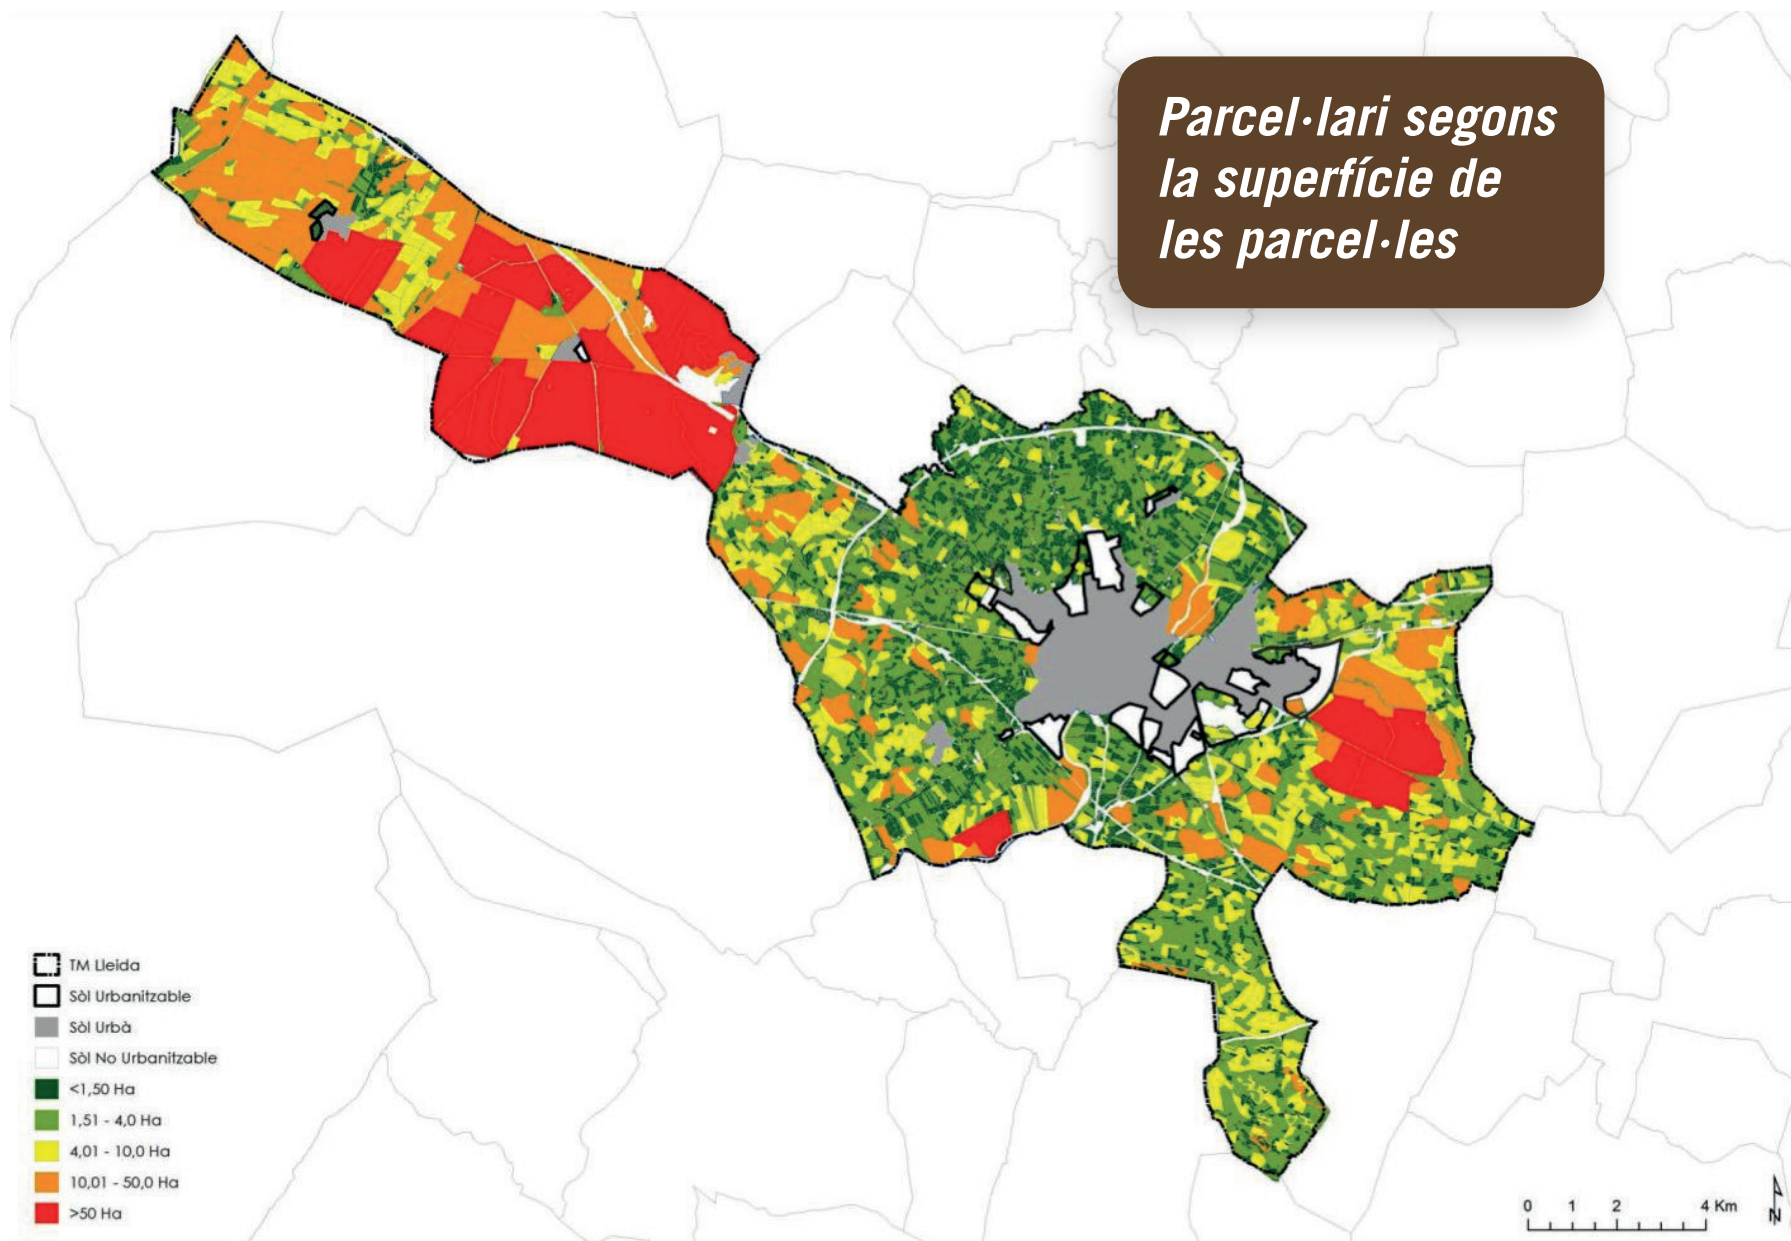 Parcel·lari segons
la superfície de
les parcel·les
TM Lleida
Sòl Urbanitzable
Sòl Urbà
Sòl No Urbanitzable
<1,50 Ha
1,51 - 4,0 Ha
4,01 - 10,0 Ha
10,01 - 50,0 Ha
>50 Ha
0 1 2 4 Km
N